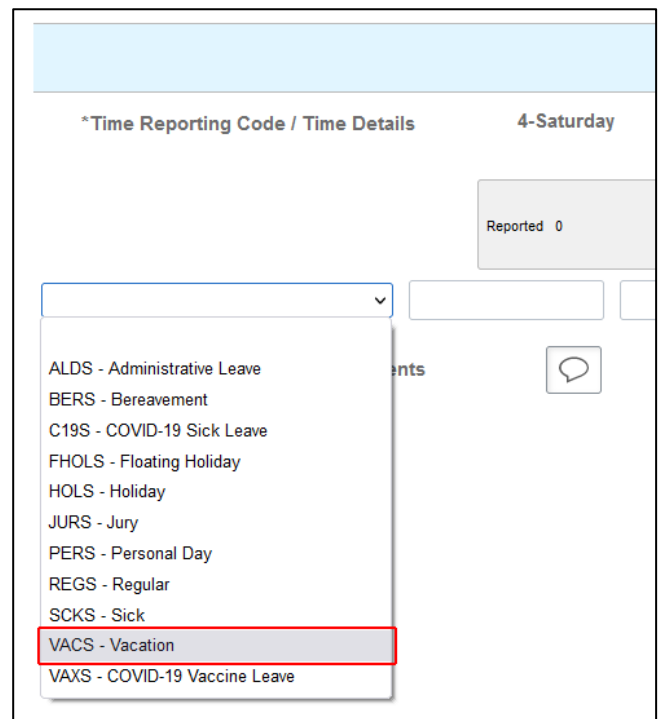 *Time Reporting Code / Time Details 4-Saturday
Reported 0
ALDS - Administrative Leave
ents
BERS - Bereavement
C19S - COVID-19 Sick Leave
FHOLS - Floating Holiday
HOLS - Holiday
JURS - Jury
PERS - Personal Day
REGS - Regular
SCKS - Sick
VACS - Vacation
VAXS - COVID-19 Vaccine Leave